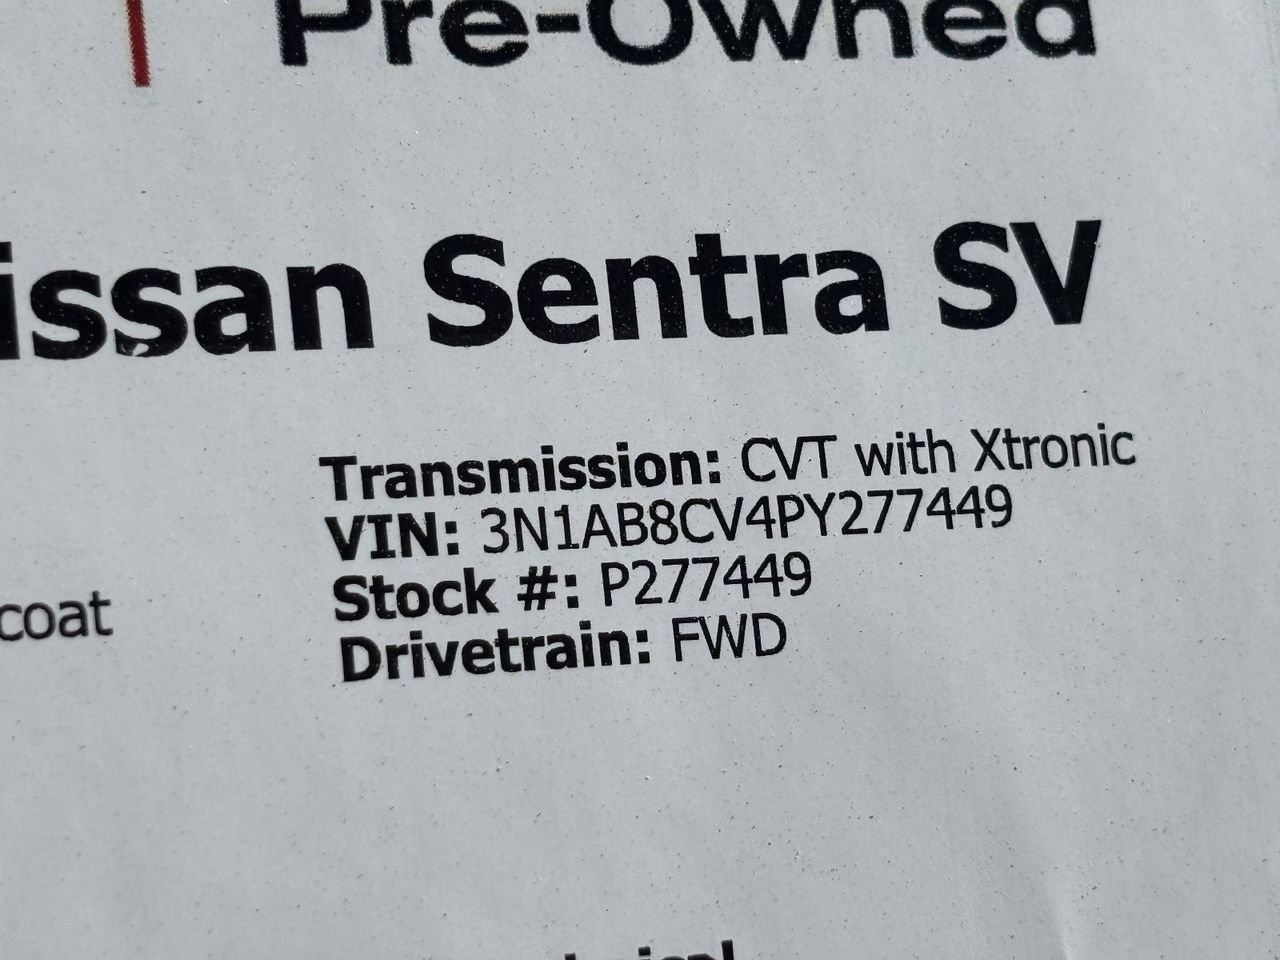 Pre-Owned
issan Sentra SV
Transmission: CVT with Xtronic
VIN: 3N1AB8CV4PY277449
Stock #: P277449
coat
Drivetrain: FWD